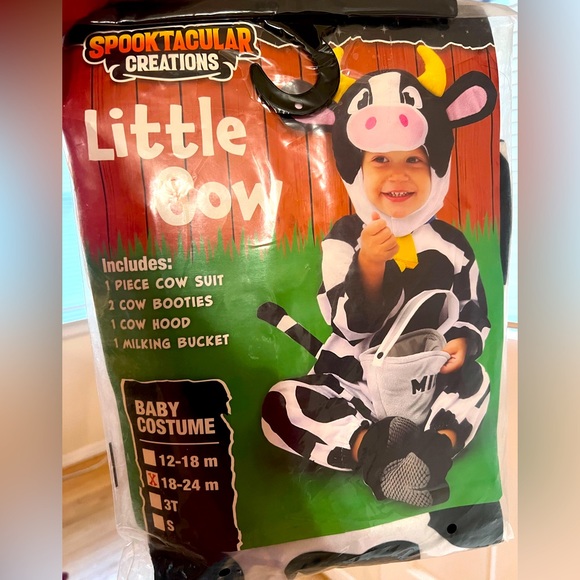 SPOOKTACULAR
CREATIONS
Little
Cow
Includes:
1 PIECE COW SUIT
2 COW BOOTIES
1 COW HOOD
1 MILKING BUCKET
BABY
COSTUME
12-18 m
18-24 m
3T
S